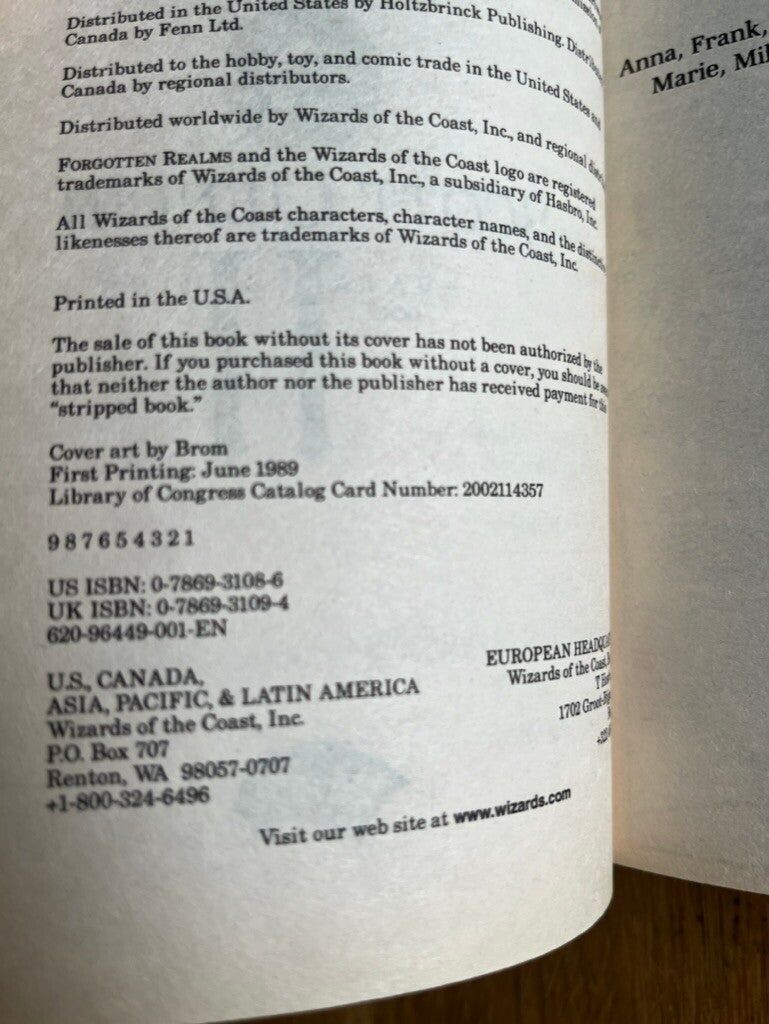 Distributed in the United States by Holtzbrinck Publishing.
Canada by Fenn Ltd.
Distributed to the hobby, toy, and comic trade in the United States and
Canada by regional distributors.
Distributed worldwide by Wizards of the Coast, Inc., and regional
FORGOTTEN REALMS and the Wizards of the Coast logo are registered
trademarks of Wizards of the Coast, Inc., a subsidiary of Hasbro, Inc.
All Wizards of the Coast characters, character names, and the
likenesses thereof are trademarks of Wizards of the Coast, Inc.
Printed in the U.S.A.
The sale of this book without its cover has not been authorized by the
publisher. If you purchased this book without a cover, you should be
that neither the author nor the publisher has received payment for
“stripped book.”
Cover art by Brom
First Printing: June 1989
Library of Congress Catalog Card Number: 2002114357
9 8 7 6 5 4 3 2 1
US ISBN: 0-7869-3108-6
UK ISBN: 0-7869-3109-4
620-96449-001-EN
U.S., CANADA,
ASIA, PACIFIC, & LATIN AMERICA
Wizards of the Coast, Inc.
P.O. Box 707
Renton, WA 98057-0707
+1-800-324-6496
EUROPEAN
Wizards of the Coast,
1702
Visit our web site at www.wizards.com
Anna, Frank,
Marie,